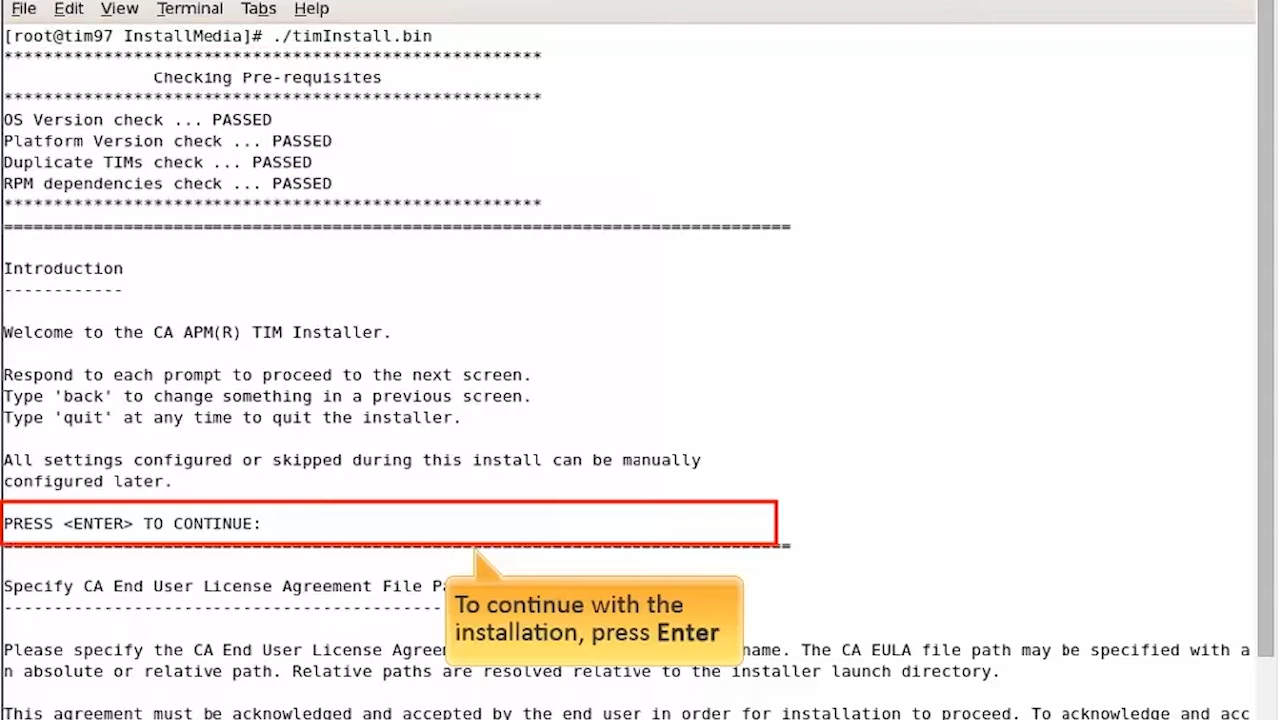 File Edit View Terminal Tabs Help
[root@tim97 InstallMedia]# ./timInstall.bin
******************************************************
Checking Pre-requisites
******************************************************
OS Version check ... PASSED
Platform Version check ... PASSED
Duplicate TIMs check ... PASSED
RPM dependencies check ... PASSED
******************************************************
===============================================================================
Introduction
------------
Welcome to the CA APM(R) TIM Installer.
Respond to each prompt to proceed to the next screen.
Type 'back' to change something in a previous screen.
Type 'quit' at any time to quit the installer.
All settings configured or skipped during this install can be manually
configured later.
PRESS <ENTER> TO CONTINUE:
===============================================================================
Specify CA End User License Agreement File
--------------------------------------------
To continue with the
installation, press Enter
Please specify the CA End User License name. The CA EULA file path may be specified with a
n absolute or relative path. Relative paths are resolved relative to the installer launch directory.
This agreement must be acknowledged and accepted by the end user in order for installation to proceed. To acknowledge and acc